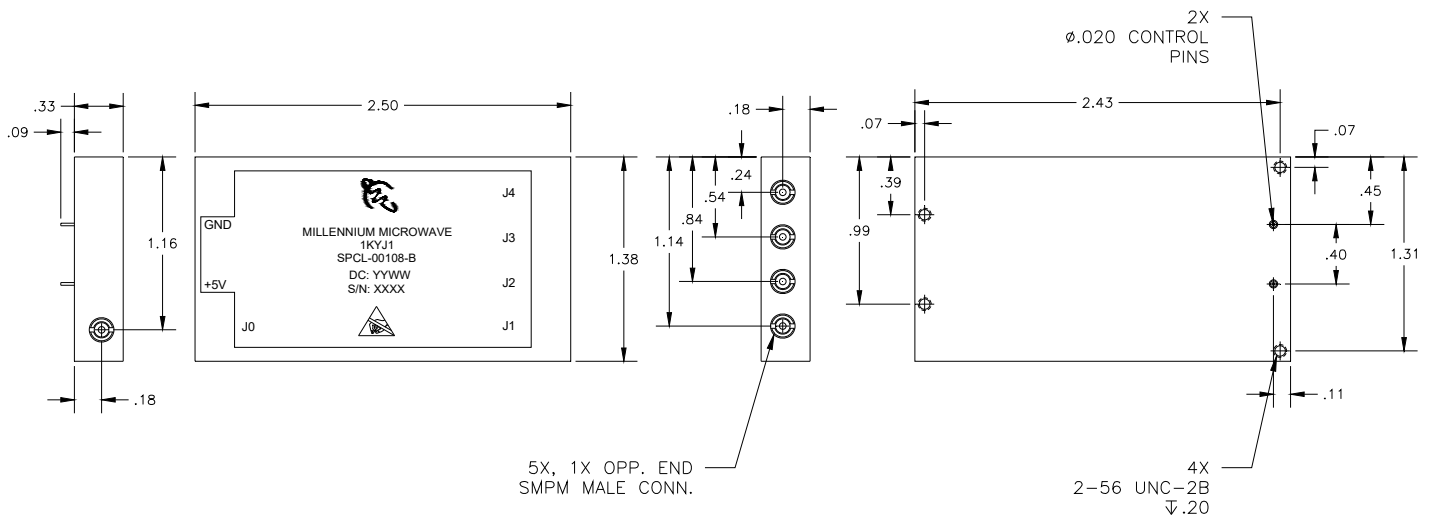 2X
⌀.020 CONTROL
PINS
.33
2.50
.18
2.43
.09
.07
.07
.24
.39
.45
.54
J4
GND
MILLENNIUM MICROWAVE
1KYJ1
SPCL-00108-B
DC: YYWW
S/N: XXXX
J3
.84
.99
1.16
1.14
1.38
.40
1.31
+5V
J2
J0
J1
.18
.11
5X, 1X OPP. END
SMPM MALE CONN.
4X
2-56 UNC-2B
↧.20